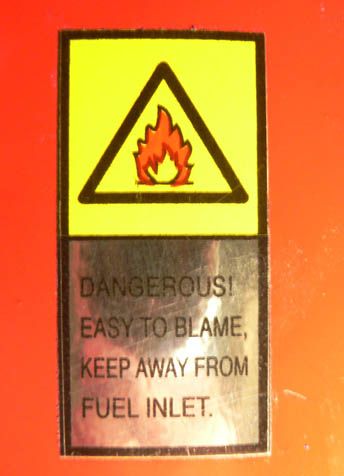 DANGEROUS!
EASY TO BLAME,
KEEP AWAY FROM
FUEL INLET.